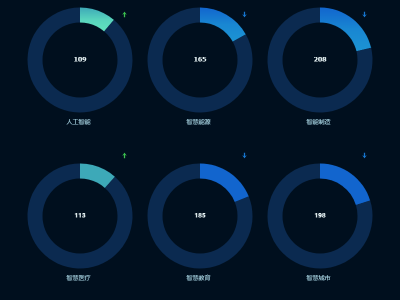 ↑ ↓ ↓
109 165 208
人工智能 智慧能源 智能制造
↑ ↓ ↓
113 185 198
智慧医疗 智慧教育 智慧城市